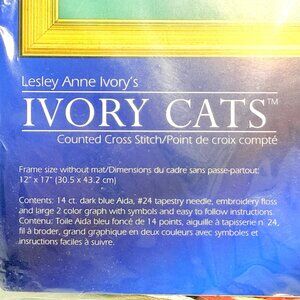 Lesley Anne Ivory's
IVORY CATS™
Counted Cross Stitch/Point de croix compté
Frame size without mat/Dimensions du cadre sans passe-partout:
12" x 17" (30.5 x 43.2 cm)
Contents: 14 ct. dark blue Aida, #24 tapestry needle, embroidery floss
and large 2 color graph with symbols and easy to follow instructions.
Contenu: Toile Aida bleu foncé de 14 points, aiguille à tapisserie n° 24,
fil à broder, grand graphique en deux couleurs avec symboles et
instructions faciles à suivre.